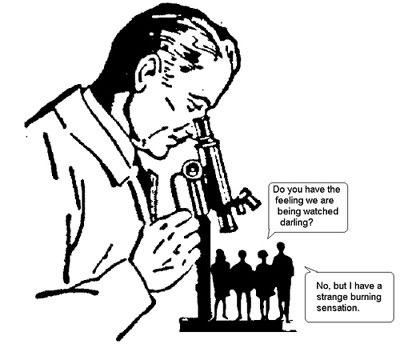 Do you have the
feeling we are
being watched
darling?
No, but I have a
strange burning
sensation.